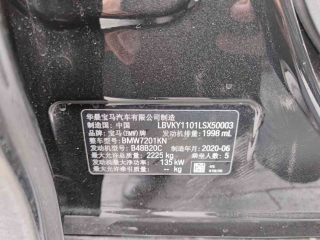 华晨宝马汽车有限公司制造
制造国: 中国 LBVKY1101LSX50003
品牌: 宝马(BMW)牌 发动机排量: 1998 mL
整车型号: BMW7201KN
发动机型号: B48B20C 制造年月: 2020-06
最大允许总质量: 2225 kg 乘坐人数: 5
发动机最大净功率: 135 kW
最大允许牵引质量: — kg